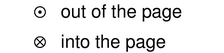 ⊙ out of the page
⊗ into the page